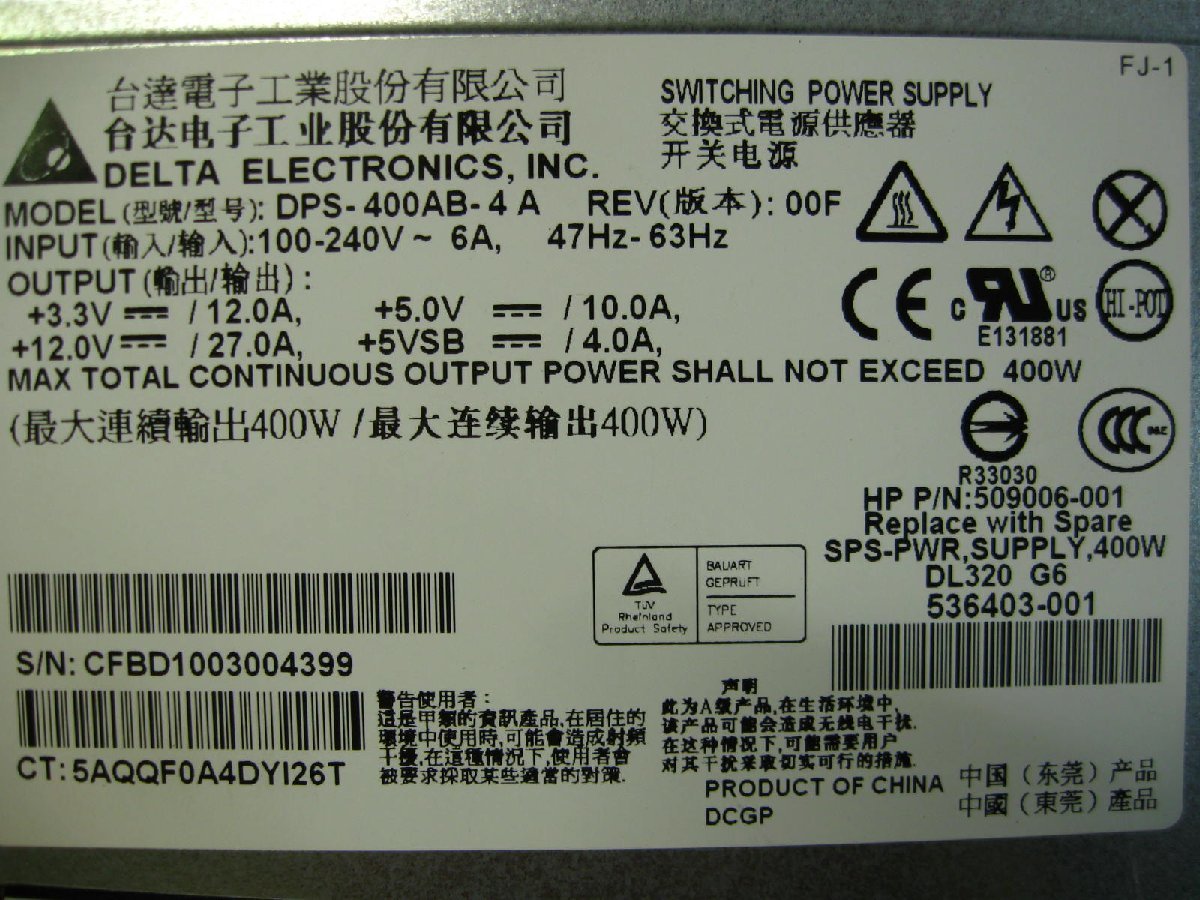 FJ-1
台達電子工業股份有限公司
台达电子工业股份有限公司
DELTA ELECTRONICS, INC.
SWITCHING POWER SUPPLY
交換式電源供應器
开关电源
MODEL (型號/型号): DPS-400AB-4 A REV(版本): 00F
INPUT(輸入/输入):100-240V~ 6A, 47Hz-63Hz
OUTPUT (輸出/输出) :
+3.3V ⎓ / 12.0A, +5.0V ⎓ / 10.0A,
+12.0V ⎓ / 27.0A, +5VSB ⎓ / 4.0A,
MAX TOTAL CONTINUOUS OUTPUT POWER SHALL NOT EXCEED 400W
(最大連續輸出400W /最大连续输出400W)
CE
C UR ® US
E131881
HI-POT
R33030
CCC
HP P/N:509006-001
Replace with Spare
SPS-PWR,SUPPLY,400W
DL320 G6
536403-001
TUV
Rheinland
Product Safety
BAUART
GEPRUFT
TYPE
APPROVED
S/N: CFBD1003004399
CT: 5AQQF0A4DYI26T
警告使用者：
這是甲類的資訊產品,在居住的
環境中使用時,可能會造成射頻
干擾,在這種情況下,使用者會
被要求採取某些適當的對策.
声明
此为A级产品,在生活环境中,
该产品可能会造成无线电干扰.
在这种情况下,可能需要用户
对其干扰采取切实可行的措施.
PRODUCT OF CHINA
DCGP
中国（东莞）产品
中國（東莞）產品